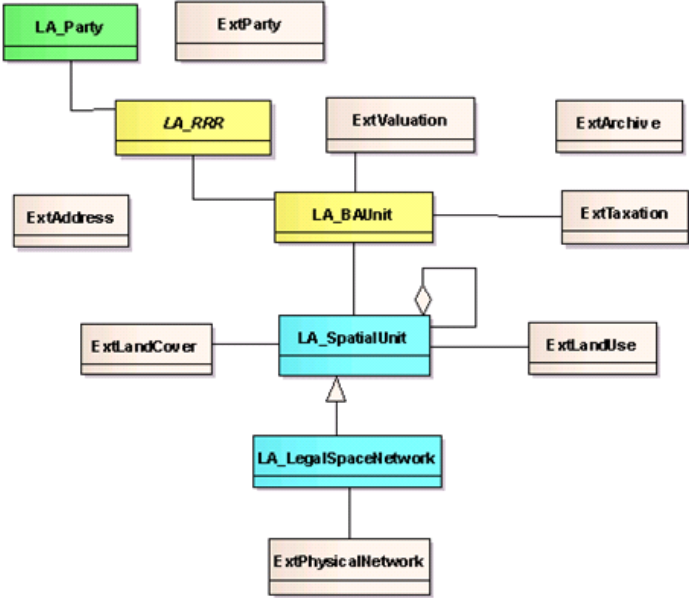 LA_Party
ExtParty
LA_RRR
ExtValuation
ExtArchive
ExtAddress
LA_BAUnit
ExtTaxation
ExtLandCover
LA_SpatialUnit
ExtLandUse
LA_LegalSpaceNetwork
ExtPhysicalNetwork